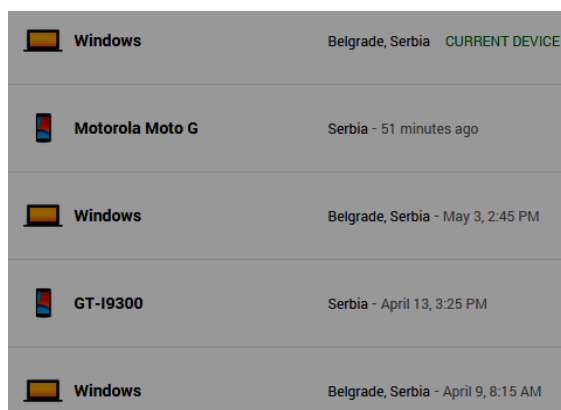 Windows Belgrade, Serbia CURRENT DEVICE
Motorola Moto G Serbia - 51 minutes ago
Windows Belgrade, Serbia - May 3, 2:45 PM
GT-I9300 Serbia - April 13, 3:25 PM
Windows Belgrade, Serbia - April 9, 8:15 AM